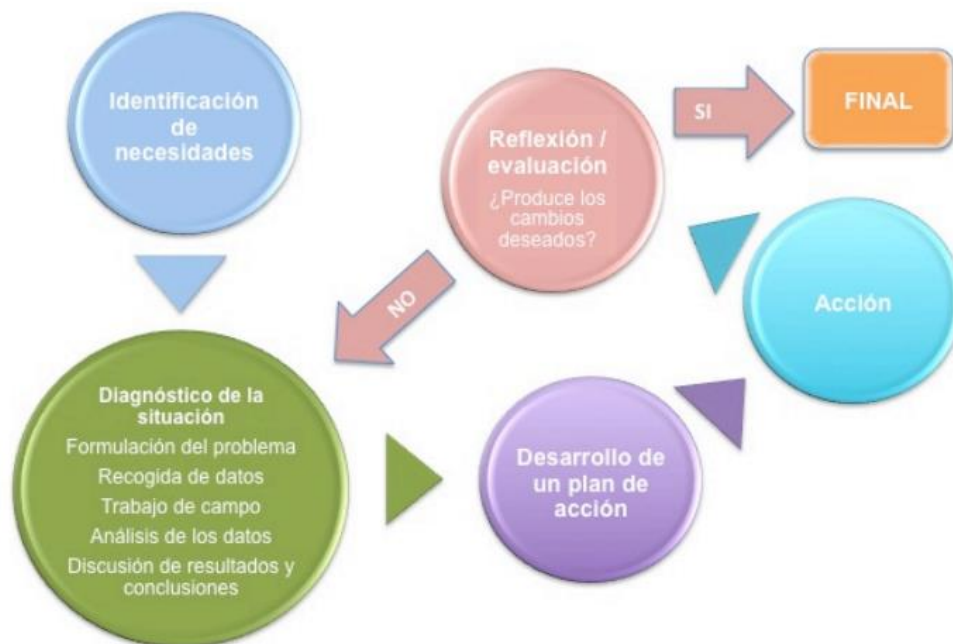 Identificación
de
necesidades
Diagnóstico de la
situación
Formulación del problema
Recogida de datos
Trabajo de campo
Análisis de los datos
Discusión de resultados y
conclusiones
Desarrollo de
un plan de
acción
Acción
Reflexión /
evaluación
¿Produce los
cambios
deseados?
NO
SI
FINAL